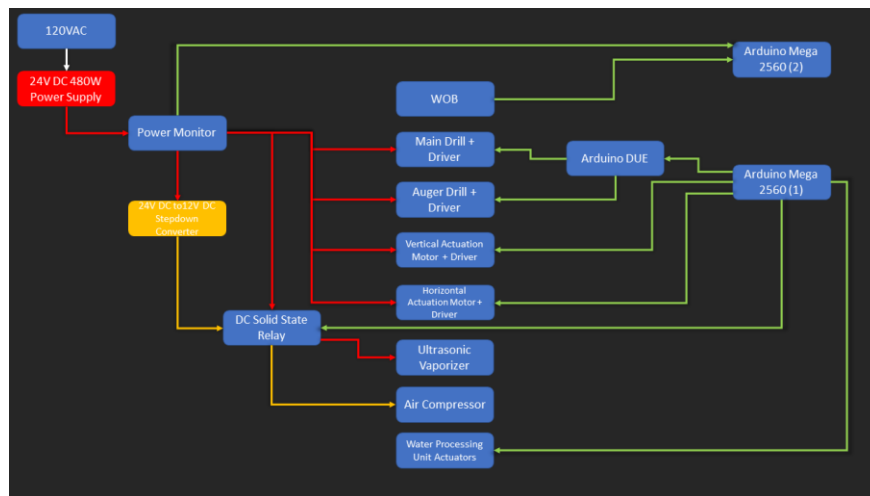 120VAC
24V DC 480W
Power Supply
Power Monitor
24V DC to12V DC
Stepdown
Converter
DC Solid State
Relay
WOB
Main Drill +
Driver
Auger Drill +
Driver
Vertical Actuation
Motor + Driver
Horizontal
Actuation Motor +
Driver
Ultrasonic
Vaporizer
Air Compressor
Water Processing
Unit Actuators
Arduino DUE
Arduino Mega
2560 (2)
Arduino Mega
2560 (1)